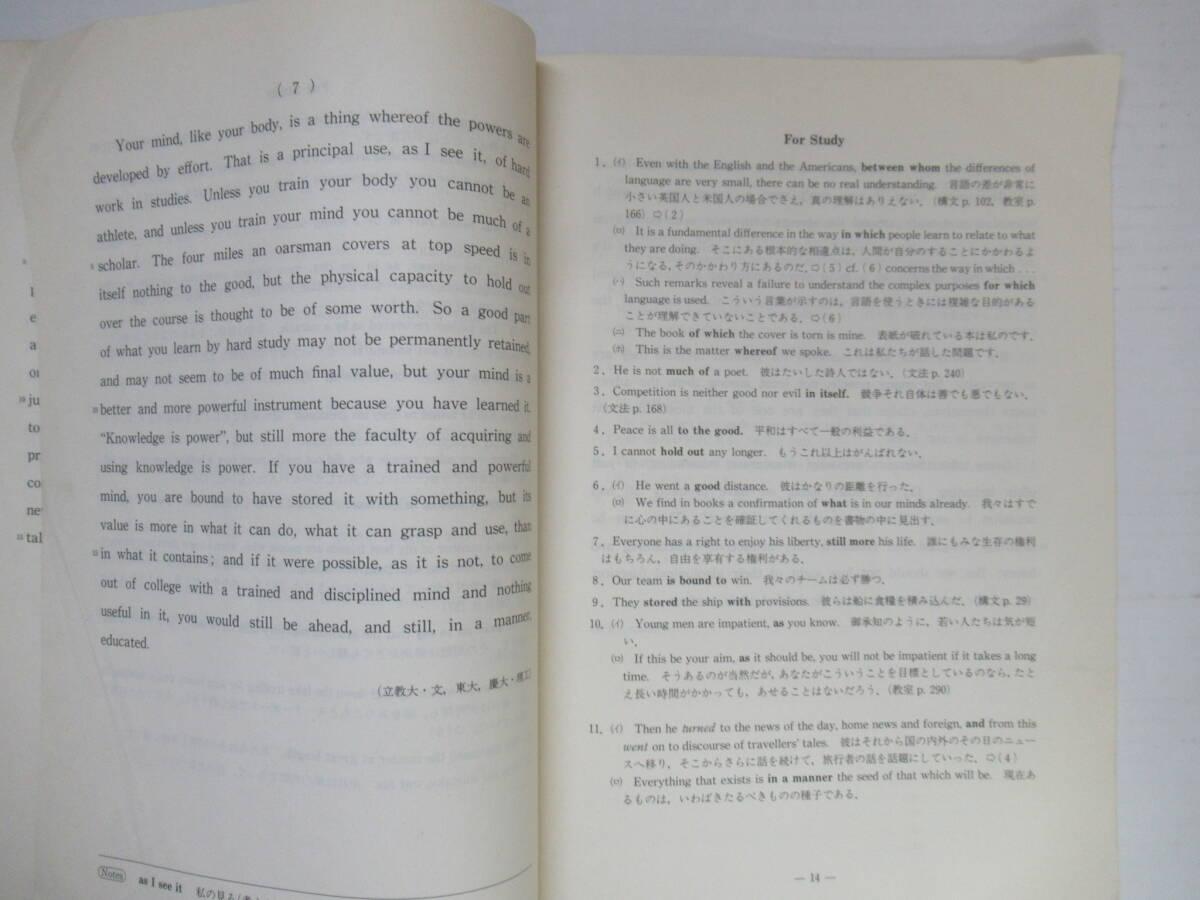 ( 7 )
Your mind, like your body, is a thing whereof the powers are
developed by effort. That is a principal use, as I see it, of hard
work in studies. Unless you train your body you cannot be an
athlete, and unless you train your mind you cannot be much of a
5 scholar. The four miles an oarsman covers at top speed is in
itself nothing to the good, but the physical capacity to hold out
over the course is thought to be of some worth. So a good part
of what you learn by hard study may not be permanently retained,
and may not seem to be of much final value, but your mind is a
10 better and more powerful instrument because you have learned it.
"Knowledge is power", but still more the faculty of acquiring and
using knowledge is power. If you have a trained and powerful
mind, you are bound to have stored it with something, but its
value is more in what it can do, what it can grasp and use, than
15 in what it contains; and if it were possible, as it is not, to come
out of college with a trained and disciplined mind and nothing
useful in it, you would still be ahead, and still, in a manner,
educated.
(立教大・文, 東大, 慶大・
Notes as I see it 私の見
I
e
a
ju
to
pr
co
ne
tal
For Study
1. (イ) Even with the English and the Americans, between whom the differences of
language are very small, there can be no real understanding. 言語の差が非常に
小さい英国人と米国人の場合でさえ, 真の理解はありえない. (構文 p. 102, 教室 p.
166) ⇨(2)
(ロ) It is a fundamental difference in the way in which people learn to relate to what
they are doing. そこにある根本的な相違点は, 人間が自分のすることにかかわるよ
うになる, そのかかわり方にあるのだ. ⇨(5) cf. (6) concerns the way in which . . .
(ハ) Such remarks reveal a failure to understand the complex purposes for which
language is used. こういう言葉が示すのは, 言語を使うときには複雑な目的がある
ことが理解できていないことである. ⇨(6)
(ニ) The book of which the cover is torn is mine. 表紙が破れている本は私のです.
(ホ) This is the matter whereof we spoke. これは私たちが話した問題です.
2. He is not much of a poet. 彼はたいした詩人ではない. (文法 p. 240)
3. Competition is neither good nor evil in itself. 競争それ自体は善でも悪でもない.
(文法 p. 168)
4. Peace is all to the good. 平和はすべて一般の利益である.
5. I cannot hold out any longer. もうこれ以上はがんばれない.
6. (イ) He went a good distance. 彼はかなりの距離を行った.
(ロ) We find in books a confirmation of what is in our minds already. 我々はすで
に心の中にあることを確証してくれるものを書物の中に見出す.
7. Everyone has a right to enjoy his liberty, still more his life. 誰にもみな生存の権利
はもちろん, 自由を享有する権利がある.
8. Our team is bound to win. 我々のチームは必ず勝つ.
9. They stored the ship with provisions. 彼らは船に食糧を積み込んだ. (構文 p. 29)
10. (イ) Young men are impatient, as you know. 御承知のように, 若い人たちは気が短
い.
(ロ) If this be your aim, as it should be, you will not be impatient if it takes a long
time. そうあるのが当然だが, あなたがこういうことを目標としているのなら, たと
え長い時間がかかっても, あせることはないだろう. (教室 p. 290)
11. (イ) Then he turned to the news of the day, home news and foreign, and from this
went on to discourse of travellers' tales. 彼はそれから国の内外のその日のニュー
スへ移り, そこからさらに話を続けて, 旅行者の話を話題にしていった. ⇨(4)
(ロ) Everything that exists is in a manner the seed of that which will be. 現在あ
るものは, いわばきたるべきものの種子である.
— 14 —